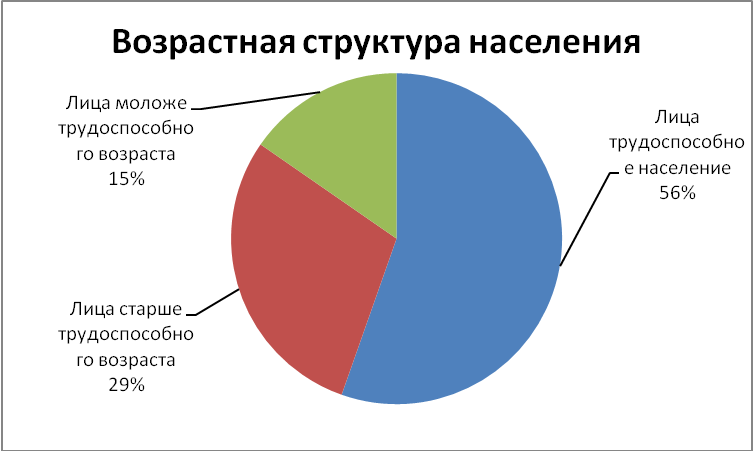 Возрастная структура населения
Лица моложе
трудоспособно
го возраста
15%
Лица
трудоспособно
е население
56%
Лица старше
трудоспособно
го возраста
29%